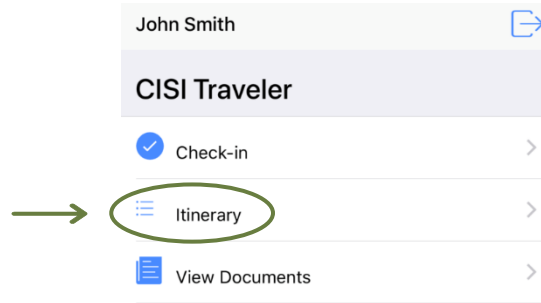 John Smith
CISI Traveler
Check-in
Itinerary
View Documents